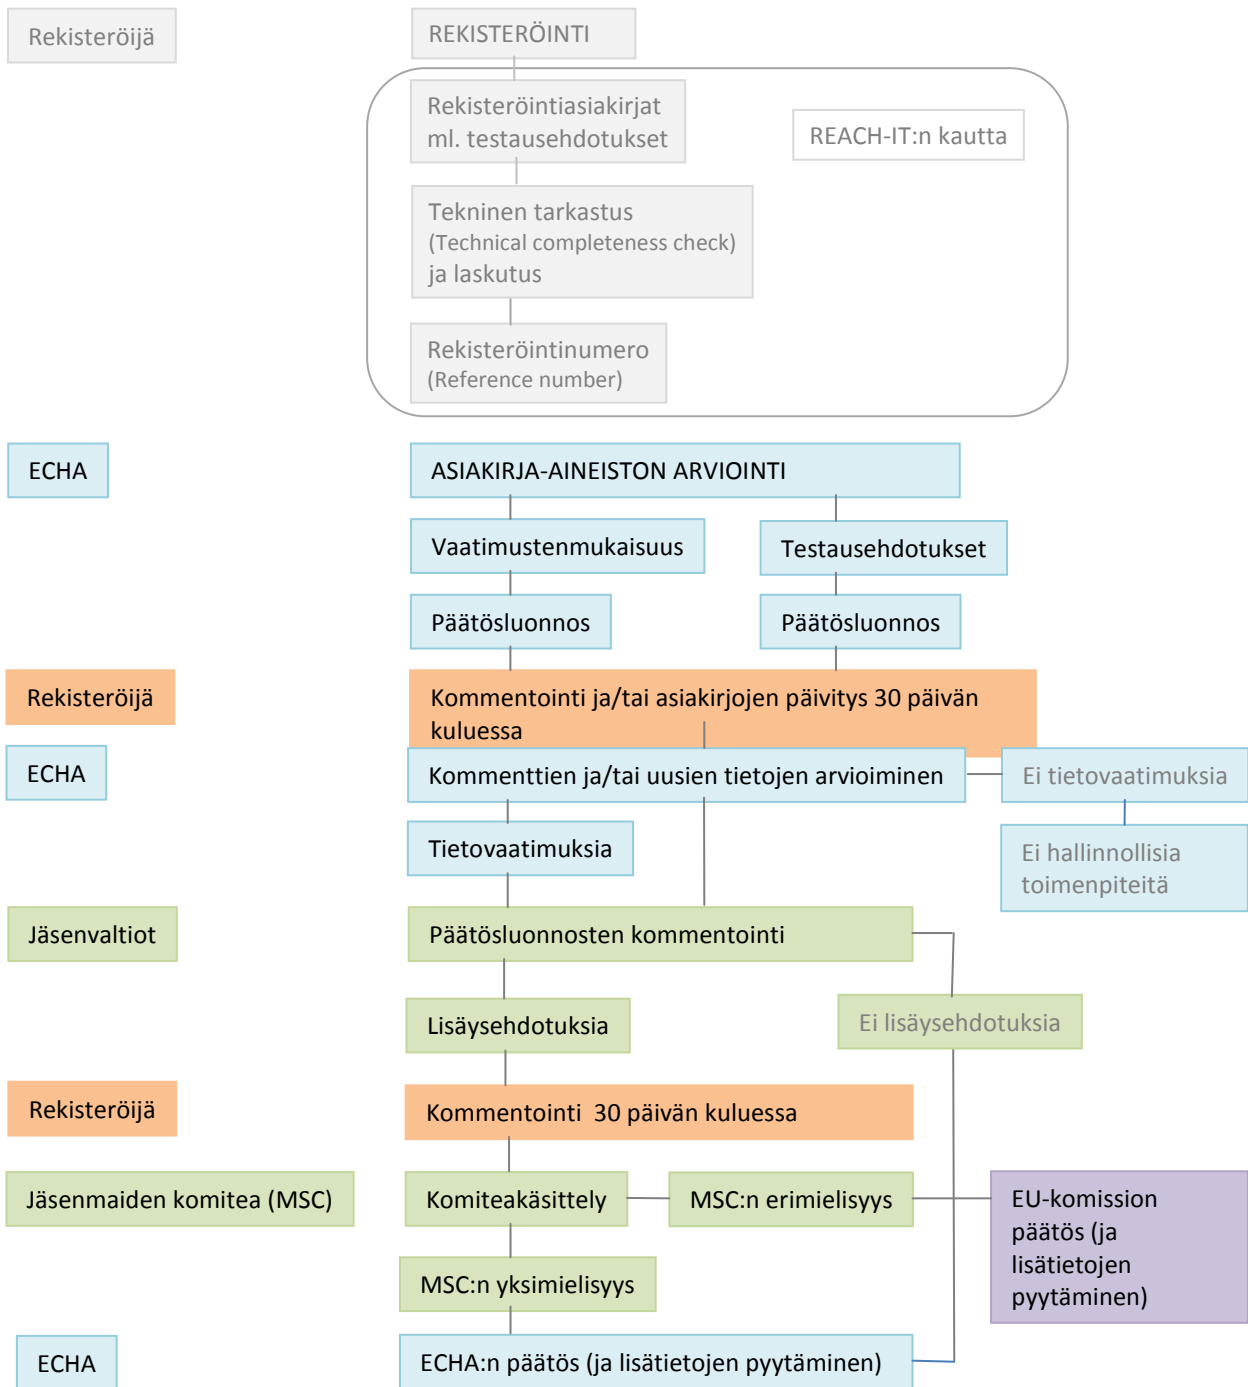 Rekisteröijä
REKISTERÖINTI
Rekisteröintiasiakirjat
ml. testausehdotukset
REACH-IT:n kautta
Tekninen tarkastus
(Technical completeness check)
ja laskutus
Rekisteröintinumero
(Reference number)
ECHA
ASIAKIRJA-AINEISTON ARVIOINTI
Vaatimustenmukaisuus
Testausehdotukset
Päätösluonnos
Päätösluonnos
Rekisteröijä
Kommentointi ja/tai asiakirjojen päivitys 30 päivän
kuluessa
ECHA
Kommenttien ja/tai uusien tietojen arvioiminen
Ei tietovaatimuksia
Tietovaatimuksia
Ei hallinnollisia
toimenpiteitä
Jäsenvaltiot
Päätösluonnosten kommentointi
Lisäysehdotuksia
Ei lisäysehdotuksia
Rekisteröijä
Kommentointi  30 päivän kuluessa
Jäsenmaiden komitea (MSC)
Komiteakäsittely
MSC:n erimielisyys
EU-komission
päätös (ja
lisätietojen
pyytäminen)
MSC:n yksimielisyys
ECHA
ECHA:n päätös (ja lisätietojen pyytäminen)